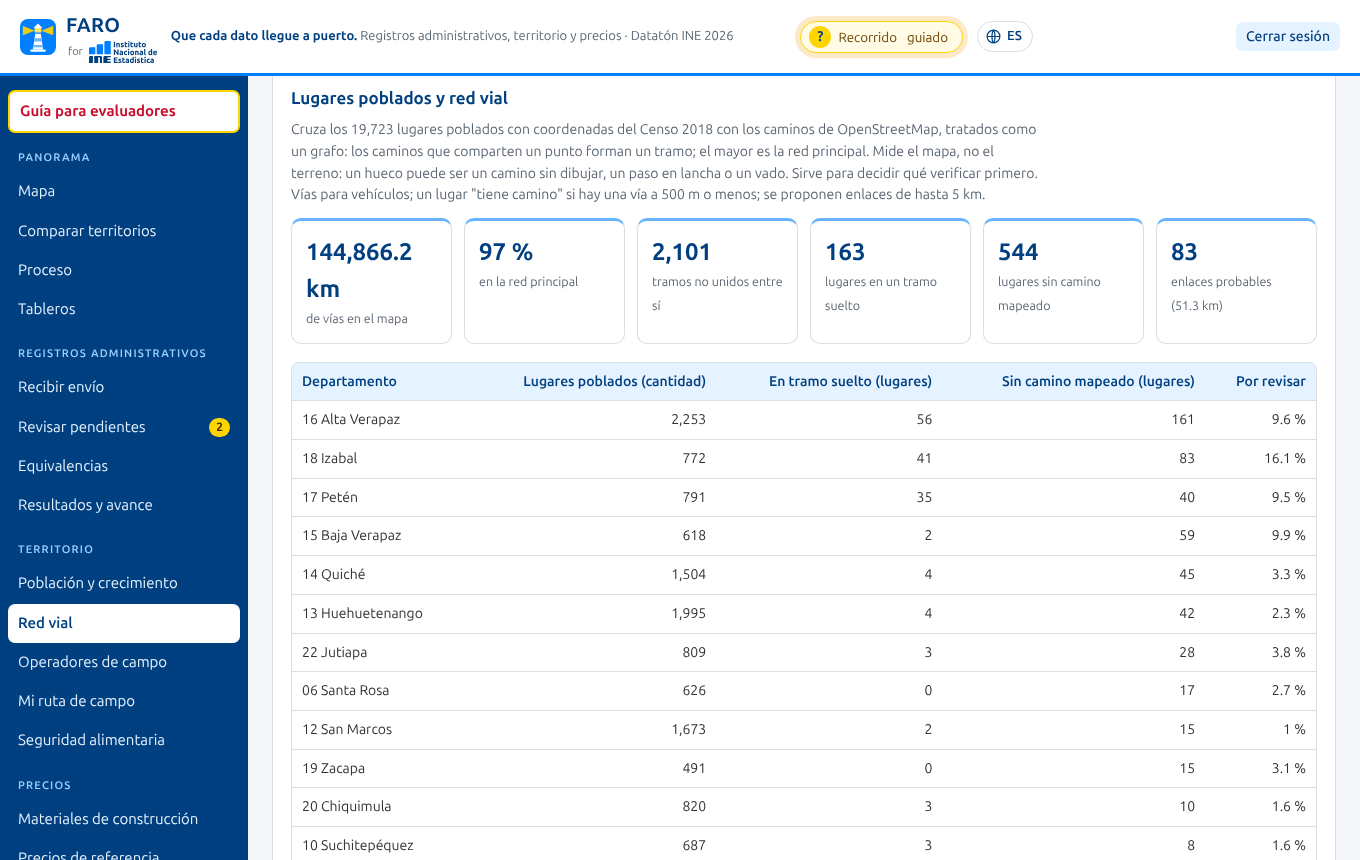 FARO
for Instituto Nacional de Estadística
INE
Que cada dato llegue a puerto. Registros administrativos, territorio y precios · Datatón INE 2026
? Recorrido guiado
ES
Cerrar sesión
Guía para evaluadores
PANORAMA
Mapa
Comparar territorios
Proceso
Tableros
REGISTROS ADMINISTRATIVOS
Recibir envío
Revisar pendientes 2
Equivalencias
Resultados y avance
TERRITORIO
Población y crecimiento
Red vial
Operadores de campo
Mi ruta de campo
Seguridad alimentaria
PRECIOS
Materiales de construcción
Precios de referencia
Lugares poblados y red vial
Cruza los 19,723 lugares poblados con coordenadas del Censo 2018 con los caminos de OpenStreetMap, tratados como
un grafo: los caminos que comparten un punto forman un tramo; el mayor es la red principal. Mide el mapa, no el
terreno: un hueco puede ser un camino sin dibujar, un paso en lancha o un vado. Sirve para decidir qué verificar primero.
Vías para vehículos; un lugar "tiene camino" si hay una vía a 500 m o menos; se proponen enlaces de hasta 5 km.
144,866.2
km
de vías en el mapa
97 %
en la red principal
2,101
tramos no unidos entre
sí
163
lugares en un tramo
suelto
544
lugares sin camino
mapeado
83
enlaces probables
(51.3 km)
Departamento Lugares poblados (cantidad) En tramo suelto (lugares) Sin camino mapeado (lugares) Por revisar
16 Alta Verapaz 2,253 56 161 9.6 %
18 Izabal 772 41 83 16.1 %
17 Petén 791 35 40 9.5 %
15 Baja Verapaz 618 2 59 9.9 %
14 Quiché 1,504 4 45 3.3 %
13 Huehuetenango 1,995 4 42 2.3 %
22 Jutiapa 809 3 28 3.8 %
06 Santa Rosa 626 0 17 2.7 %
12 San Marcos 1,673 2 15 1 %
19 Zacapa 491 0 15 3.1 %
20 Chiquimula 820 3 10 1.6 %
10 Suchitepéquez 687 3 8 1.6 %